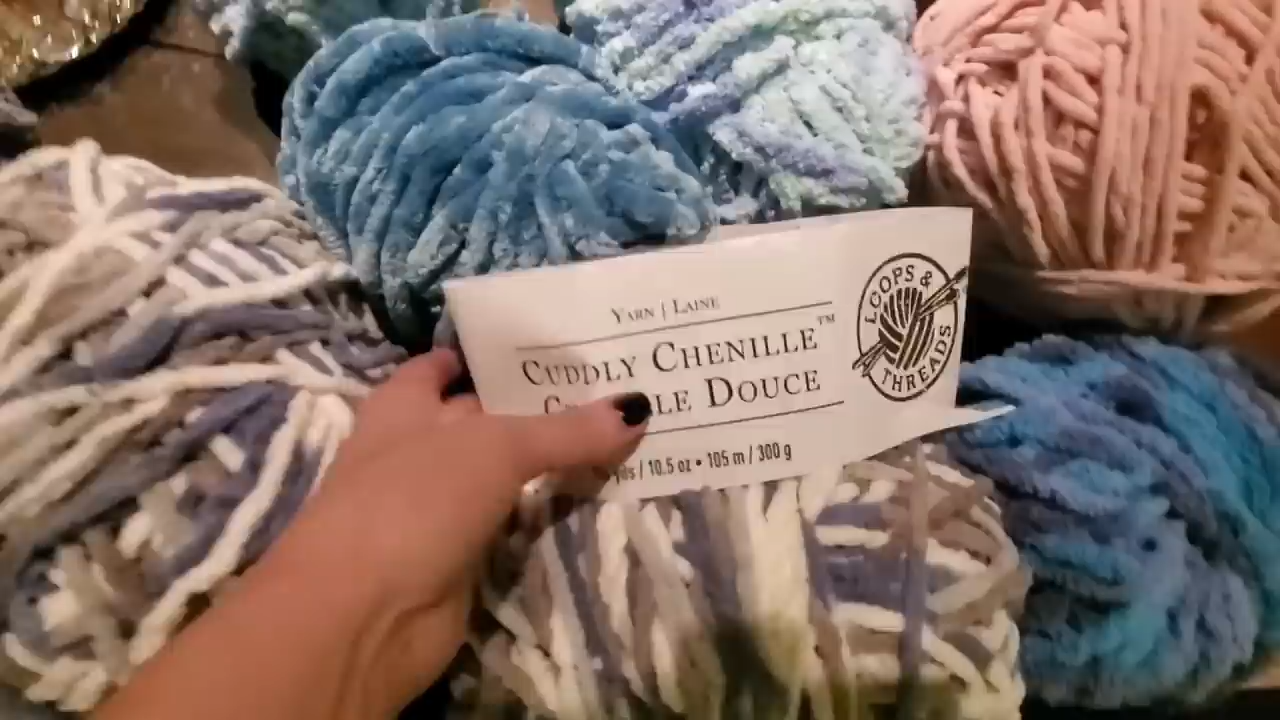 YARN | LAINE
CUDDLY CHENILLE™
DOUCE
/ 10.5 oz • 105 m / 300 g
LOOPS &
THREADS